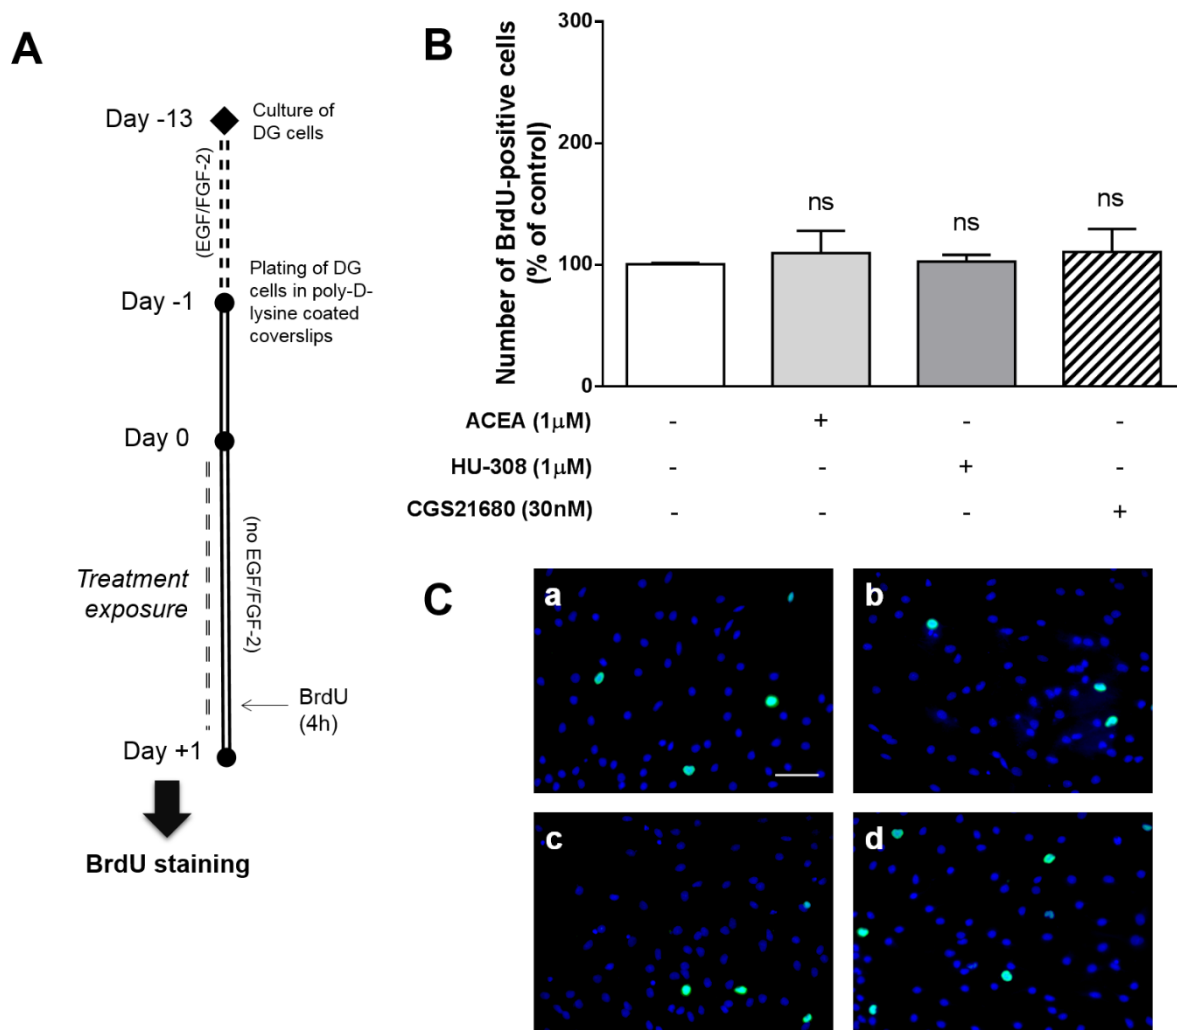 A
Day -13
Culture of
DG cells
(EGF/FGF-2)
Day -1
Plating of DG
cells in poly-D-
lysine coated
coverslips
Day 0
Treatment
exposure
(no EGF/FGF-2)
BrdU
(4h)
Day +1
BrdU staining
B
Number of BrdU-positive cells
(% of control)
300
200
100
0
ns
ns
ns
ACEA (1μM) - + - -
HU-308 (1μM) - - + -
CGS21680 (30nM) - - - +
C
a
b
c
d